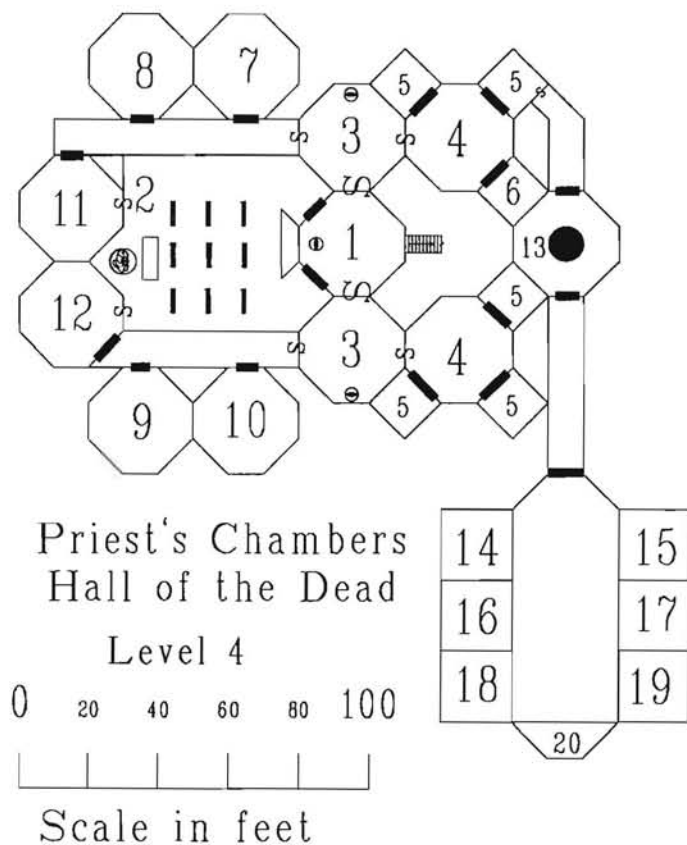 8 7
5 5
3 S 4 S
S
11 2 S 6
S
1 13
12 S 5
S 3 S 4
5 5
9 10
Priest's Chambers
Hall of the Dead
Level 4
0 20 40 60 80 100
Scale in feet
14 15
16 17
18 19
20
S